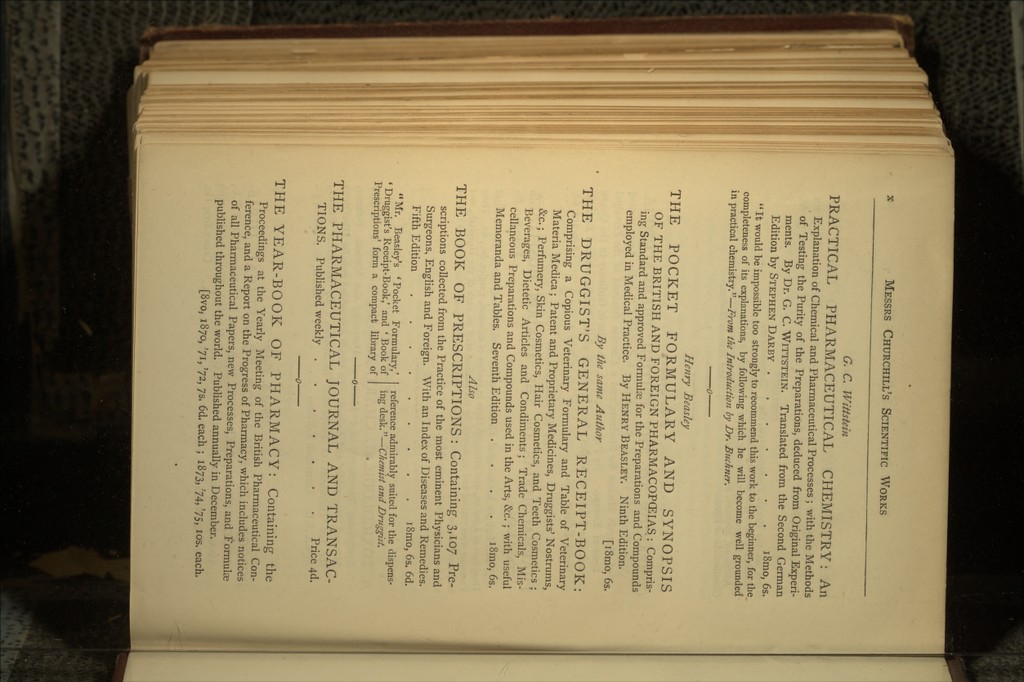 x
MESSRS CHURCHILL'S SCIENTIFIC WORKS
G. C. Wittstein
PRACTICAL PHARMACEUTICAL CHEMISTRY: An
Explanation of Chemical and Pharmaceutical Processes; with the Methods
of Testing the Purity of the Preparations, deduced from Original Experi-
ments. By Dr. G. C. WITTSTEIN. Translated from the Second German
Edition by STEPHEN DARBY . . . . . . 18mo, 6s.
"It would be impossible too strongly to recommend this work to the beginner, for the
completeness of its explanations, by following which he will become well grounded
in practical chemistry."—From the Introduction by Dr. Buchner.
Henry Beasley
THE POCKET FORMULARY AND SYNOPSIS
OF THE BRITISH AND FOREIGN PHARMACOPŒIAS: Compris-
ing Standard and approved Formulæ for the Preparations and Compounds
employed in Medical Practice. By HENRY BEASLEY. Ninth Edition.
[18mo, 6s.
By the same Author
THE DRUGGIST'S GENERAL RECEIPT-BOOK:
Comprising a Copious Veterinary Formulary and Table of Veterinary
Materia Medica; Patent and Proprietary Medicines, Druggists' Nostrums,
&c.; Perfumery, Skin Cosmetics, Hair Cosmetics, and Teeth Cosmetics;
Beverages, Dietetic Articles and Condiments; Trade Chemicals, Mis-
cellaneous Preparations and Compounds used in the Arts, &c.; with useful
Memoranda and Tables. Seventh Edition . . . . 18mo, 6s.
Also
THE BOOK OF PRESCRIPTIONS: Containing 3,107 Pre-
scriptions collected from the Practice of the most eminent Physicians and
Surgeons, English and Foreign. With an Index of Diseases and Remedies.
Fifth Edition . . . . . . . . 18mo, 6s. 6d.
"Mr. Beasley's 'Pocket Formulary,'
'Druggist's Receipt-Book,' and 'Book of
Prescriptions' form a compact library of
reference admirably suited for the dispens-
ing desk."—Chemist and Druggist.
THE PHARMACEUTICAL JOURNAL AND TRANSAC-
TIONS. Published weekly . . . . . . Price 4d.
THE YEAR-BOOK OF PHARMACY: Containing the
Proceedings at the Yearly Meeting of the British Pharmaceutical Con-
ference, and a Report on the Progress of Pharmacy, which includes notices
of all Pharmaceutical Papers, new Processes, Preparations, and Formulæ
published throughout the world. Published annually in December.
[8vo, 1870, '71, '72, 7s. 6d. each; 1873, '74, '75, 10s. each.